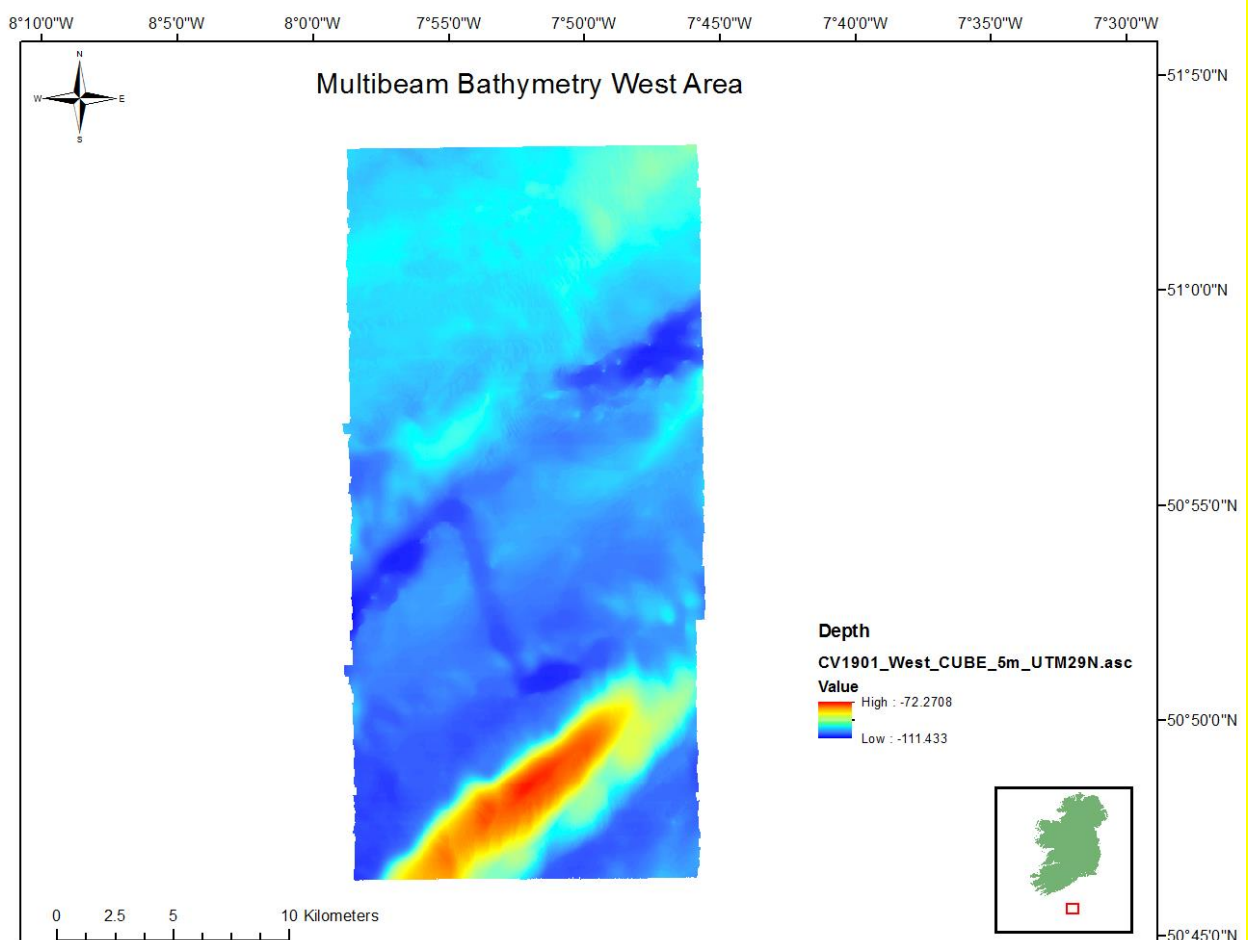 8°10'0"W 8°5'0"W 8°0'0"W 7°55'0"W 7°50'0"W 7°45'0"W 7°40'0"W 7°35'0"W 7°30'0"W
N
W E
S
Multibeam Bathymetry West Area
51°5'0"N
51°0'0"N
50°55'0"N
Depth
CV1901_West_CUBE_5m_UTM29N.asc
Value
High : -72.2708
Low : -111.433
50°50'0"N
0 2.5 5 10 Kilometers
50°45'0"N